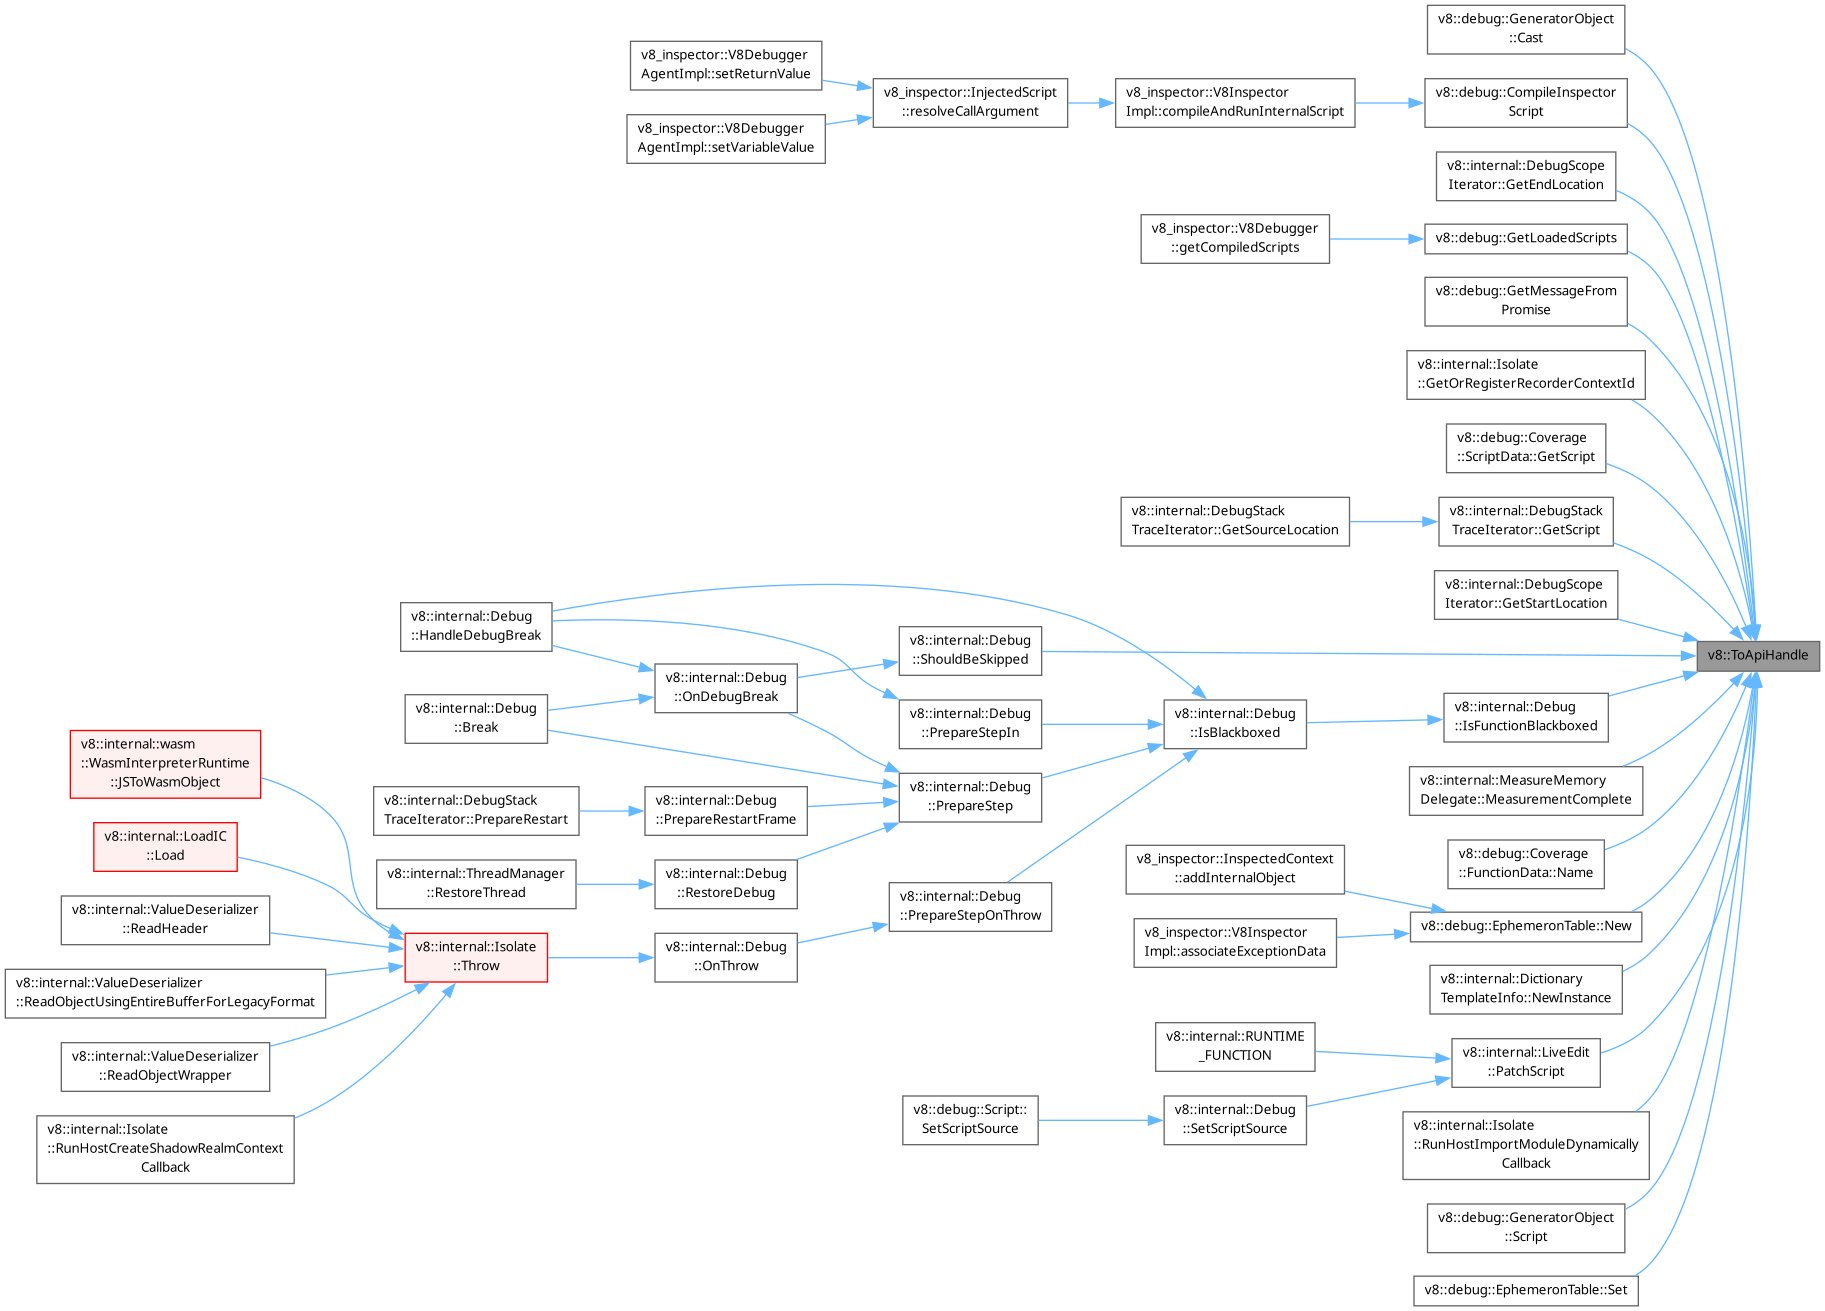 v8::debug::GeneratorObject
::Cast
v8_inspector::V8Debugger
AgentImpl::setReturnValue
v8_inspector::InjectedScript
::resolveCallArgument
v8_inspector::V8Inspector
Impl::compileAndRunInternalScript
v8::debug::CompileInspector
Script
v8_inspector::V8Debugger
AgentImpl::setVariableValue
v8::internal::DebugScope
Iterator::GetEndLocation
v8_inspector::V8Debugger
::getCompiledScripts
v8::debug::GetLoadedScripts
v8::debug::GetMessageFrom
Promise
v8::internal::Isolate
::GetOrRegisterRecorderContextId
v8::debug::Coverage
::ScriptData::GetScript
v8::internal::DebugStack
TraceIterator::GetSourceLocation
v8::internal::DebugStack
TraceIterator::GetScript
v8::internal::DebugScope
Iterator::GetStartLocation
v8::internal::Debug
::HandleDebugBreak
v8::internal::Debug
::ShouldBeSkipped
v8::ToApiHandle
v8::internal::Debug
::OnDebugBreak
v8::internal::Debug
::Break
v8::internal::Debug
::PrepareStepIn
v8::internal::Debug
::IsBlackboxed
v8::internal::Debug
::IsFunctionBlackboxed
v8::internal::wasm
::WasmInterpreterRuntime
::JSToWasmObject
v8::internal::DebugStack
TraceIterator::PrepareRestart
v8::internal::Debug
::PrepareRestartFrame
v8::internal::Debug
::PrepareStep
v8::internal::MeasureMemory
Delegate::MeasurementComplete
v8::internal::LoadIC
::Load
v8::internal::ThreadManager
::RestoreThread
v8::internal::Debug
::RestoreDebug
v8_inspector::InspectedContext
::addInternalObject
v8::debug::Coverage
::FunctionData::Name
v8::internal::ValueDeserializer
::ReadHeader
v8::internal::Debug
::PrepareStepOnThrow
v8::debug::EphemeronTable::New
v8::internal::Isolate
::Throw
v8::internal::Debug
::OnThrow
v8_inspector::V8Inspector
Impl::associateExceptionData
v8::internal::ValueDeserializer
::ReadObjectUsingEntireBufferForLegacyFormat
v8::internal::Dictionary
TemplateInfo::NewInstance
v8::internal::ValueDeserializer
::ReadObjectWrapper
v8::internal::RUNTIME
_FUNCTION
v8::internal::LiveEdit
::PatchScript
v8::internal::Isolate
::RunHostCreateShadowRealmContext
Callback
v8::debug::Script::
SetScriptSource
v8::internal::Debug
::SetScriptSource
v8::internal::Isolate
::RunHostImportModuleDynamically
Callback
v8::debug::GeneratorObject
::Script
v8::debug::EphemeronTable::Set